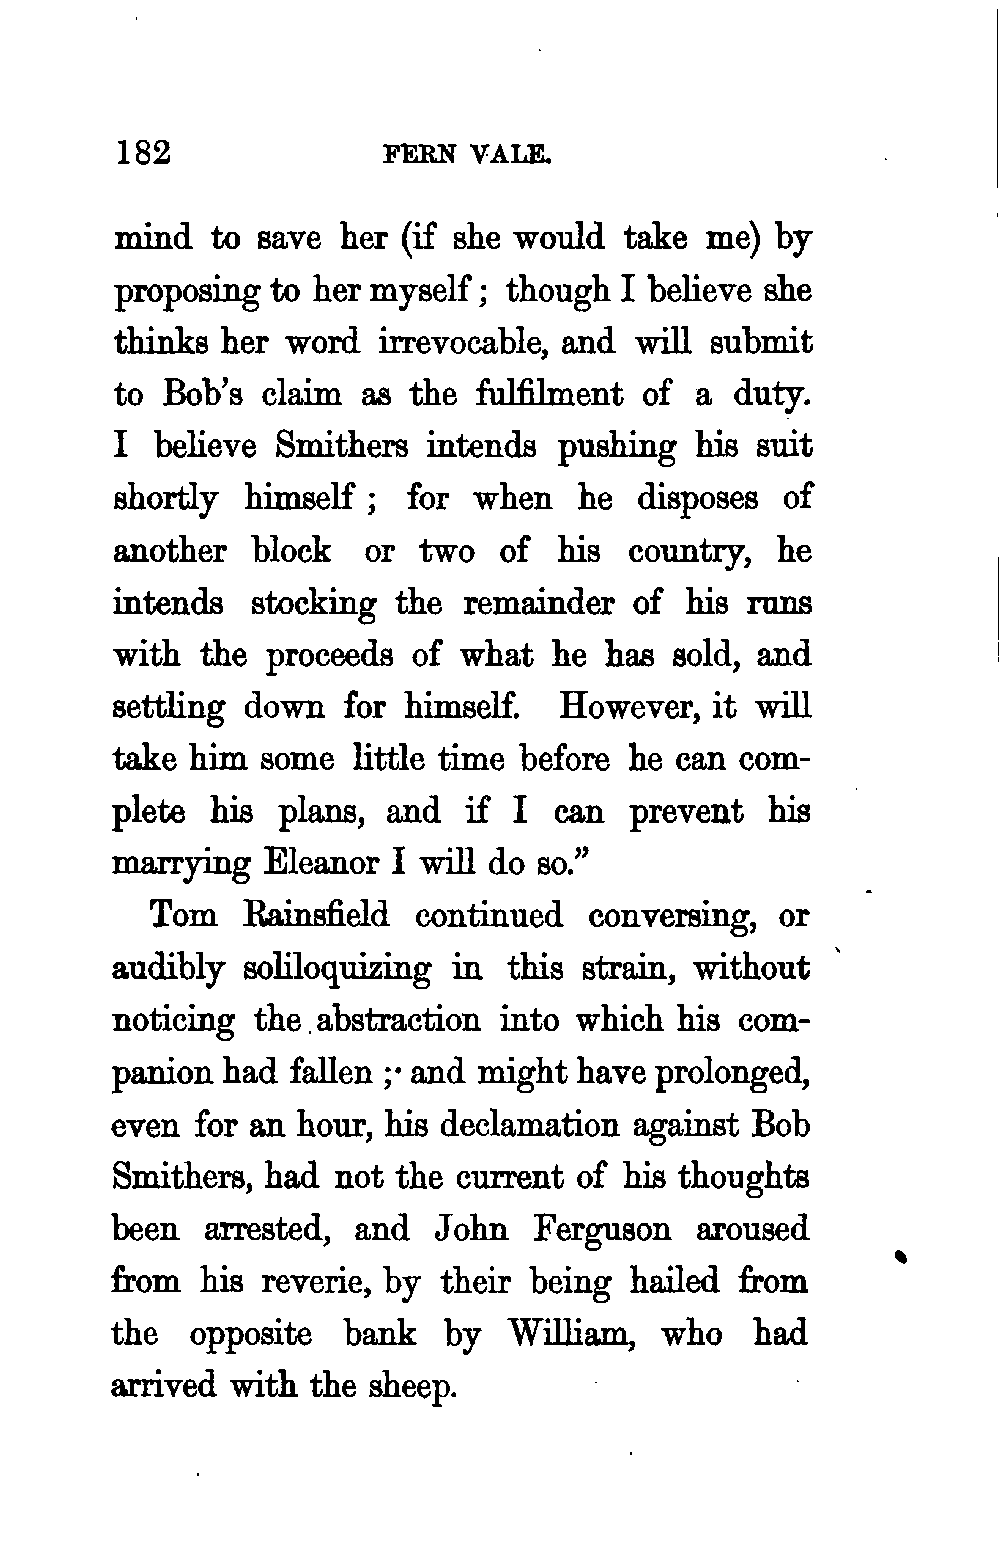 182 FERN VALE.
mind to save her (if she would take me) by
proposing to her myself; though I believe she
thinks her word irrevocable, and will submit
to Bob's claim as the fulfilment of a duty.
I believe Smithers intends pushing his suit
shortly himself; for when he disposes of
another block or two of his country, he
intends stocking the remainder of his runs
with the proceeds of what he has sold, and
settling down for himself. However, it will
take him some little time before he can com-
plete his plans, and if I can prevent his
marrying Eleanor I will do so."
Tom Rainsfield continued conversing, or
audibly soliloquizing in this strain, without
noticing the abstraction into which his com-
panion had fallen; and might have prolonged,
even for an hour, his declamation against Bob
Smithers, had not the current of his thoughts
been arrested, and John Ferguson aroused
from his reverie, by their being hailed from
the opposite bank by William, who had
arrived with the sheep.